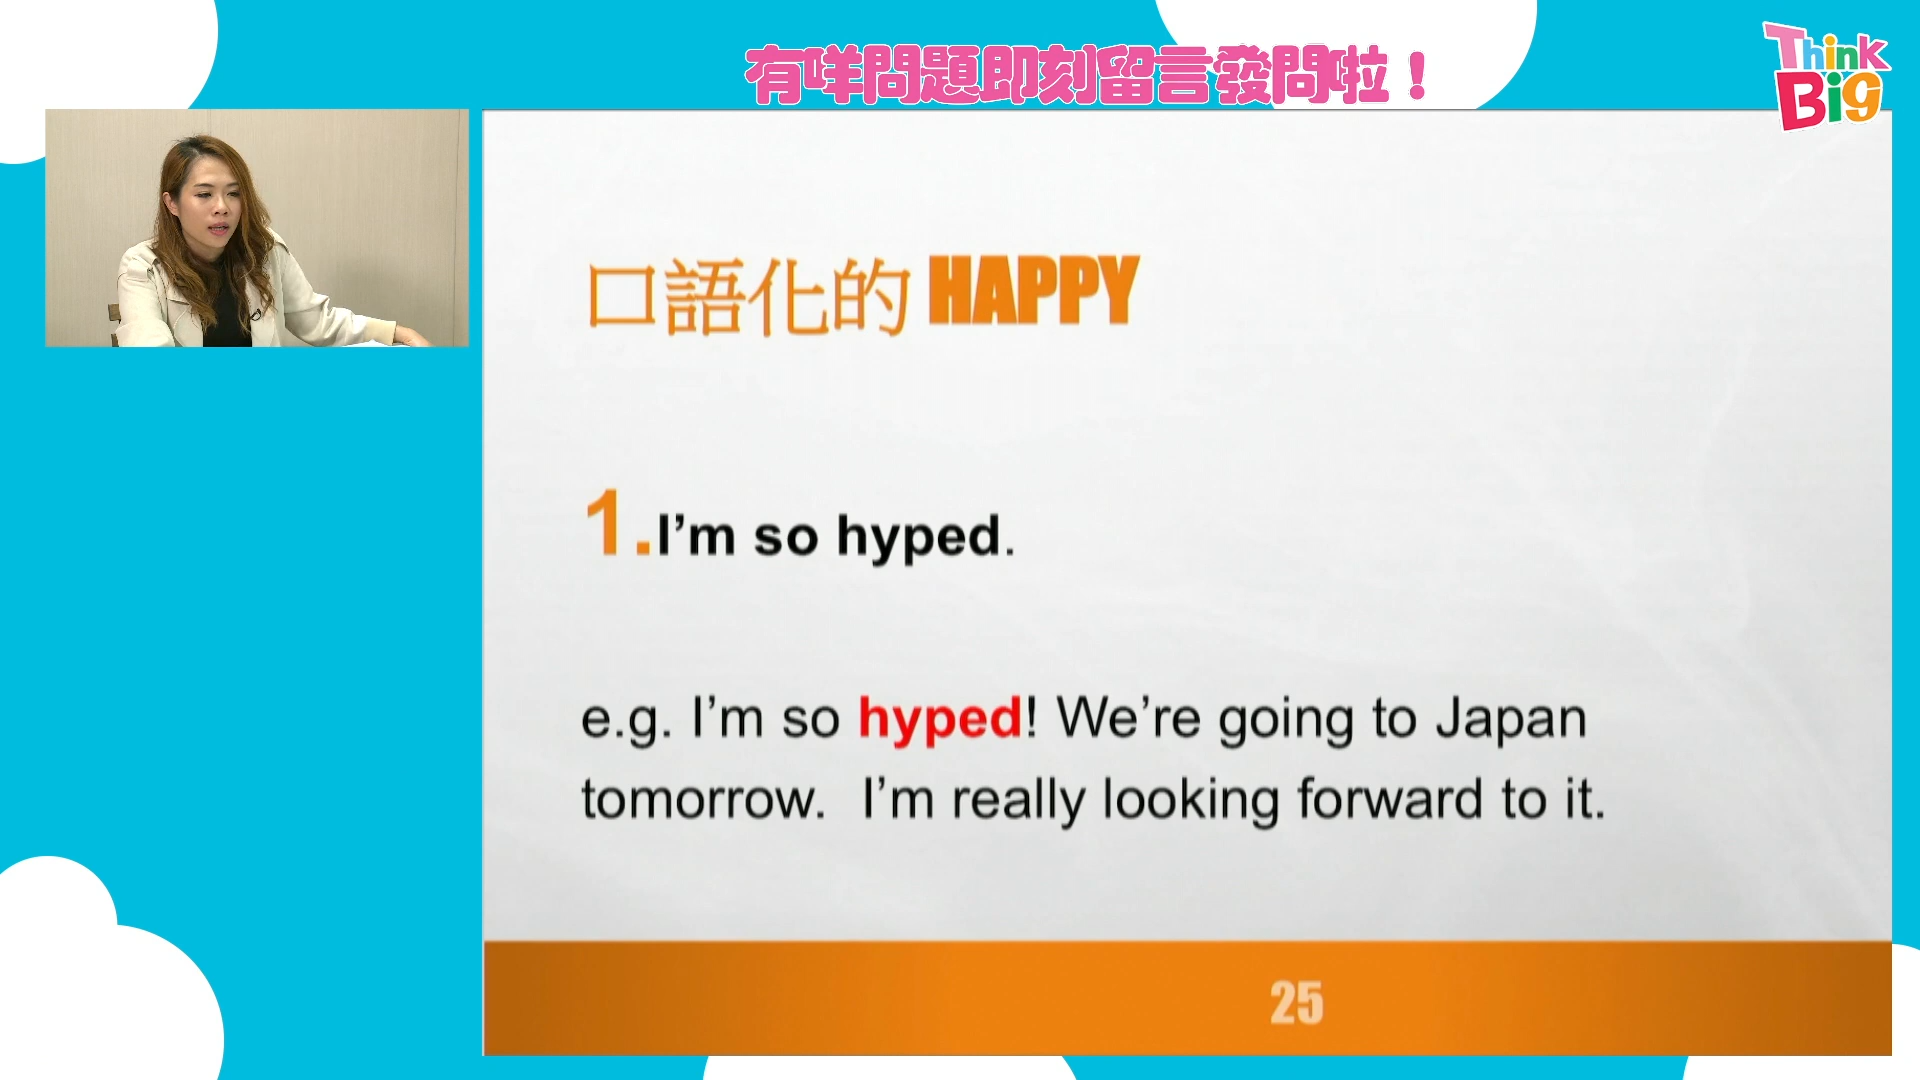 有咩問題即刻留言發問啦！
Think
Big
口語化的 HAPPY
1.I’m so hyped.
e.g. I’m so hyped! We’re going to Japan
tomorrow. I’m really looking forward to it.
25